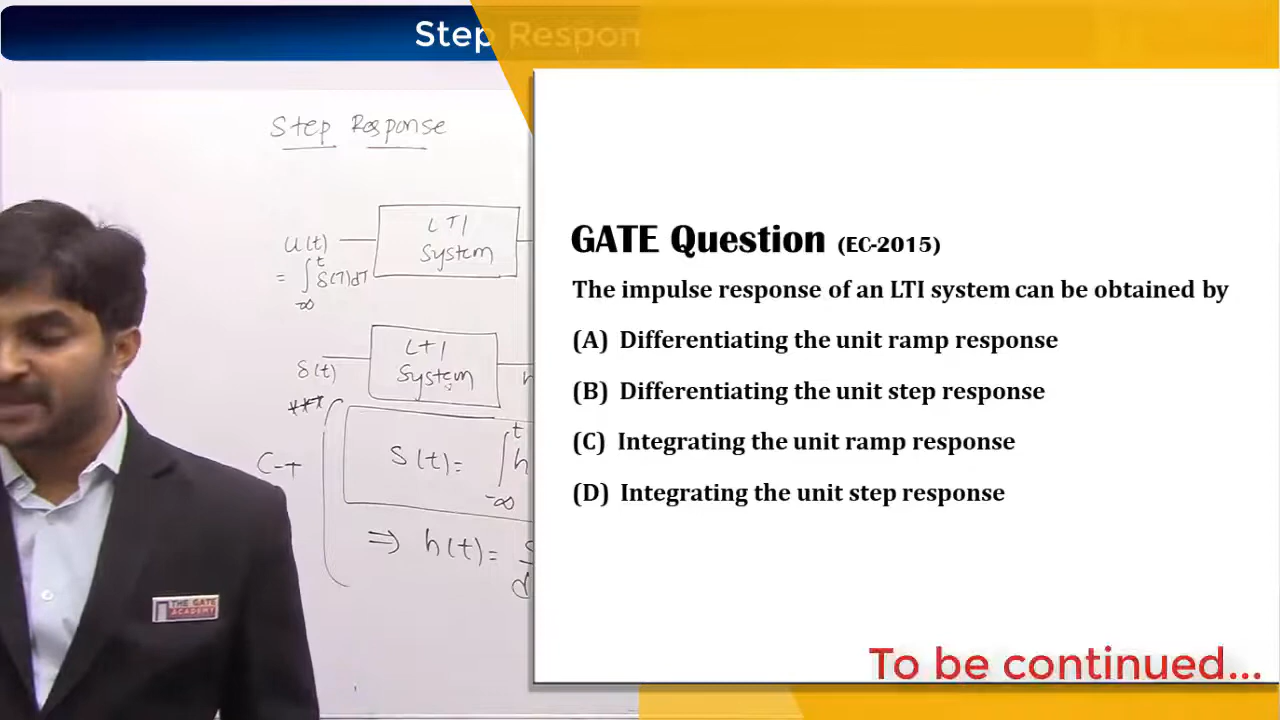 Step Respon
Step Response
u(t)
= ∫ δ(τ)dτ
t
-∞
LTI
System
δ(t)
LTI
System
h
***
C-T
S(t)= ∫ h
t
-∞
⇒ h(t)=
d
THE GATE
ACADEMY
GATE Question (EC-2015)
The impulse response of an LTI system can be obtained by
(A) Differentiating the unit ramp response
(B) Differentiating the unit step response
(C) Integrating the unit ramp response
(D) Integrating the unit step response
To be continued...